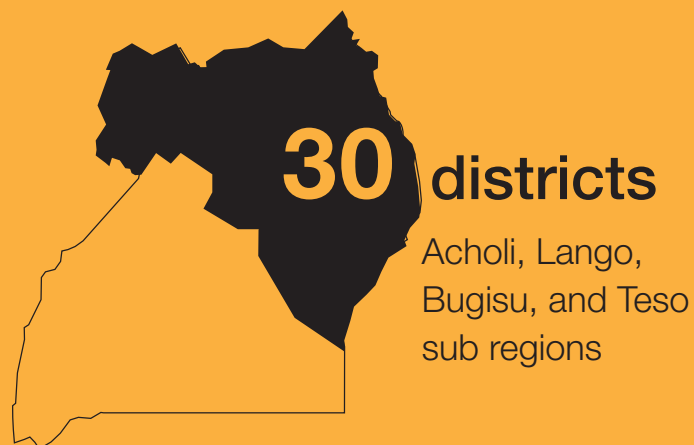 30 districts
Acholi, Lango,
Bugisu, and Teso
sub regions